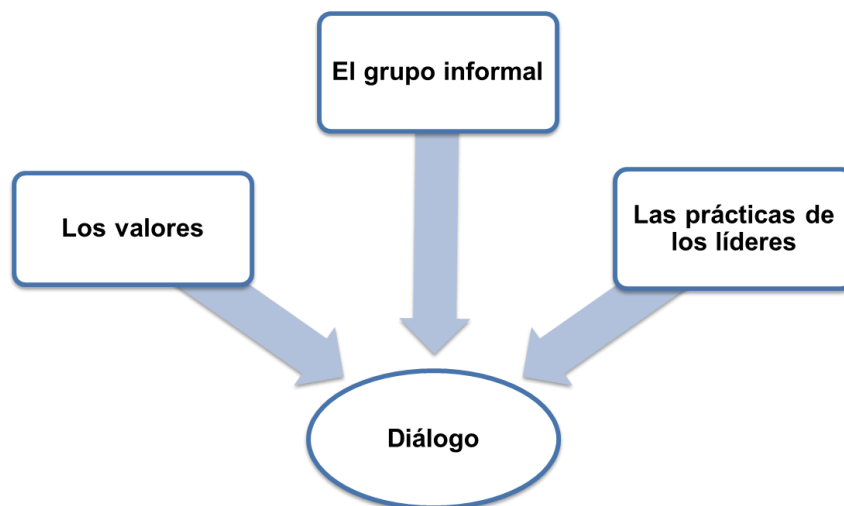 El grupo informal
Los valores
Las prácticas de
los líderes
Diálogo